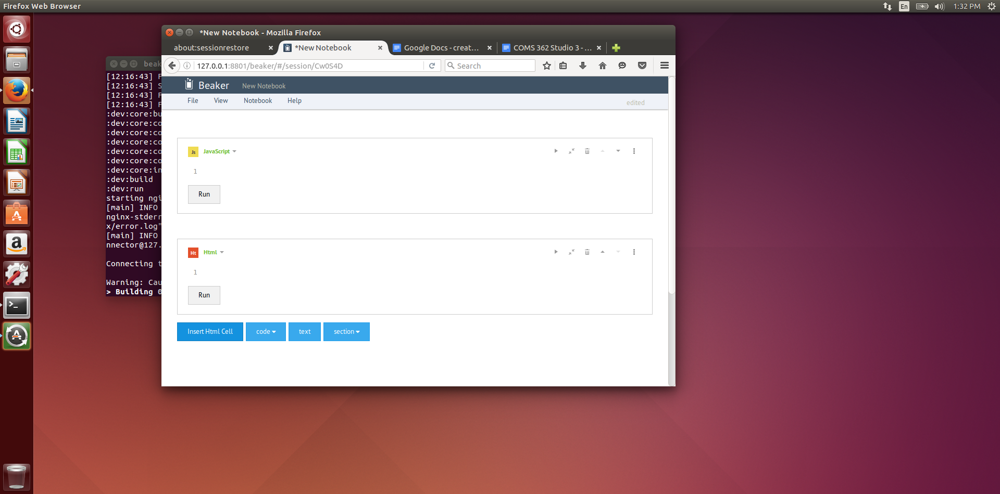 Firefox Web Browser
En
1:32 PM
*New Notebook - Mozilla Firefox
about:sessionrestore
*New Notebook
Google Docs - creat...
COMS 362 Studio 3 - ...
127.0.0.1:8801/beaker/#/session/Cw0S4D
Search
Beaker
New Notebook
File
View
Notebook
Help
edited
Js
JavaScript
1
Run
Ht
Html
1
Run
Insert Html Cell
code
text
section
beak
[12:16:43] F
[12:16:43] S
[12:16:43] F
[12:16:43] F
:dev:core:bu
:dev:core:co
:dev:core:co
:dev:core:co
:dev:core:co
:dev:core:co
:dev:core:in
:dev:build
:dev:run
starting ngi
[main] INFO
nginx-stderr
x/error.log"
[main] INFO
nnector@127.
Connecting t
Warning: Cau
> Building 0